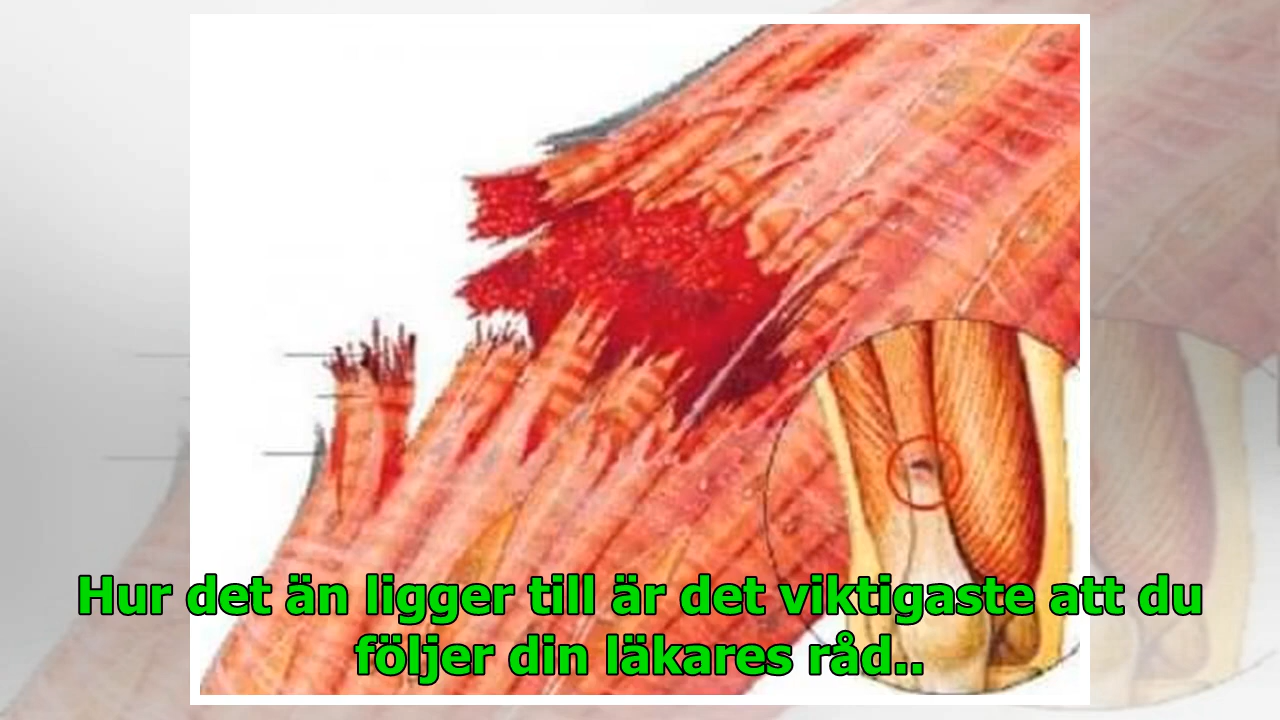 Hur det än ligger till är det viktigaste att du
följer din läkares råd..